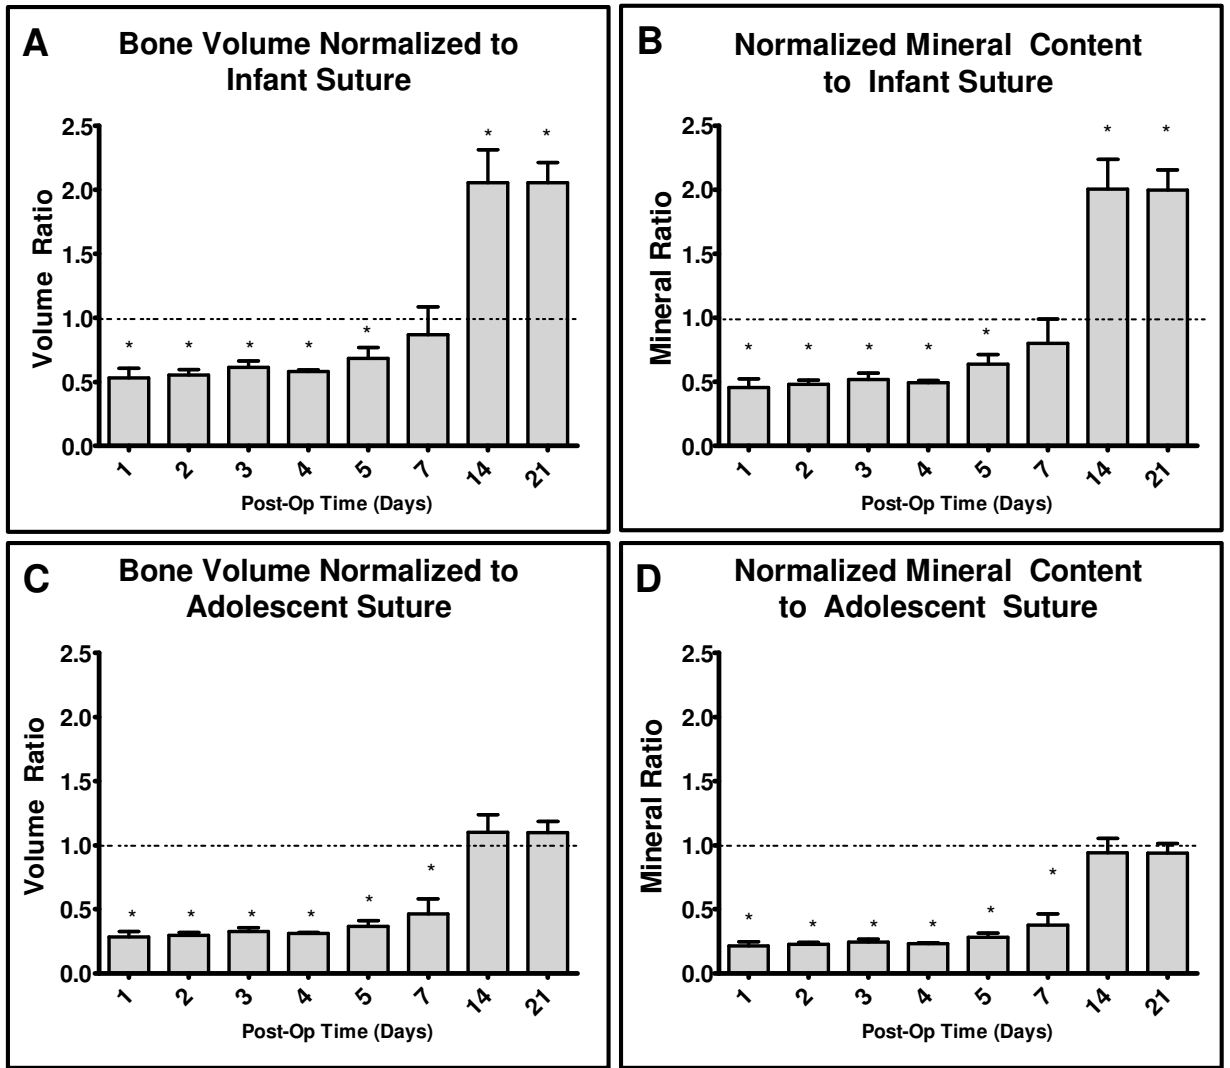 A
Bone Volume Normalized to
Infant Suture
Volume Ratio
2.5
2.0
1.5
1.0
0.5
0.0
* * * * * * *
1 2 3 4 5 7 14 21
Post-Op Time (Days)
B
Normalized Mineral Content
to Infant Suture
Mineral Ratio
2.5
2.0
1.5
1.0
0.5
0.0
* * * * * * *
1 2 3 4 5 7 14 21
Post-Op Time (Days)
C
Bone Volume Normalized to
Adolescent Suture
Volume Ratio
2.5
2.0
1.5
1.0
0.5
0.0
* * * * * *
1 2 3 4 5 7 14 21
Post-Op Time (Days)
D
Normalized Mineral Content
to Adolescent Suture
Mineral Ratio
2.5
2.0
1.5
1.0
0.5
0.0
* * * * * *
1 2 3 4 5 7 14 21
Post-Op Time (Days)